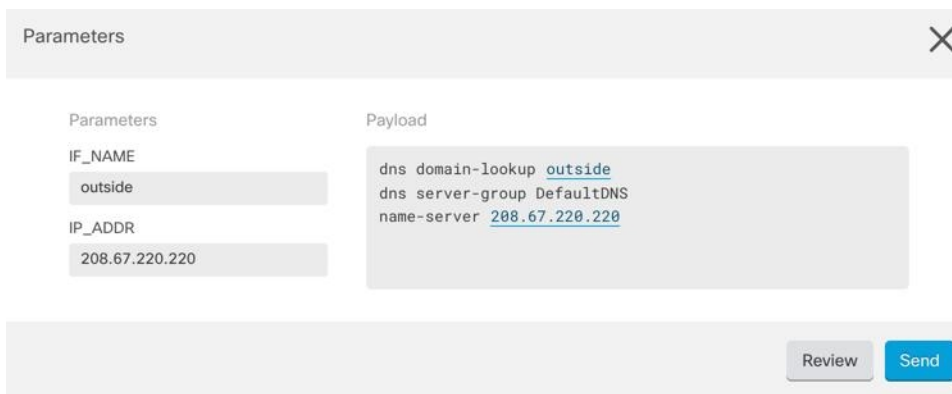 Parameters
Parameters
IF_NAME
outside
IP_ADDR
208.67.220.220
Payload
dns domain-lookup outside
dns server-group DefaultDNS
name-server 208.67.220.220
Review
Send